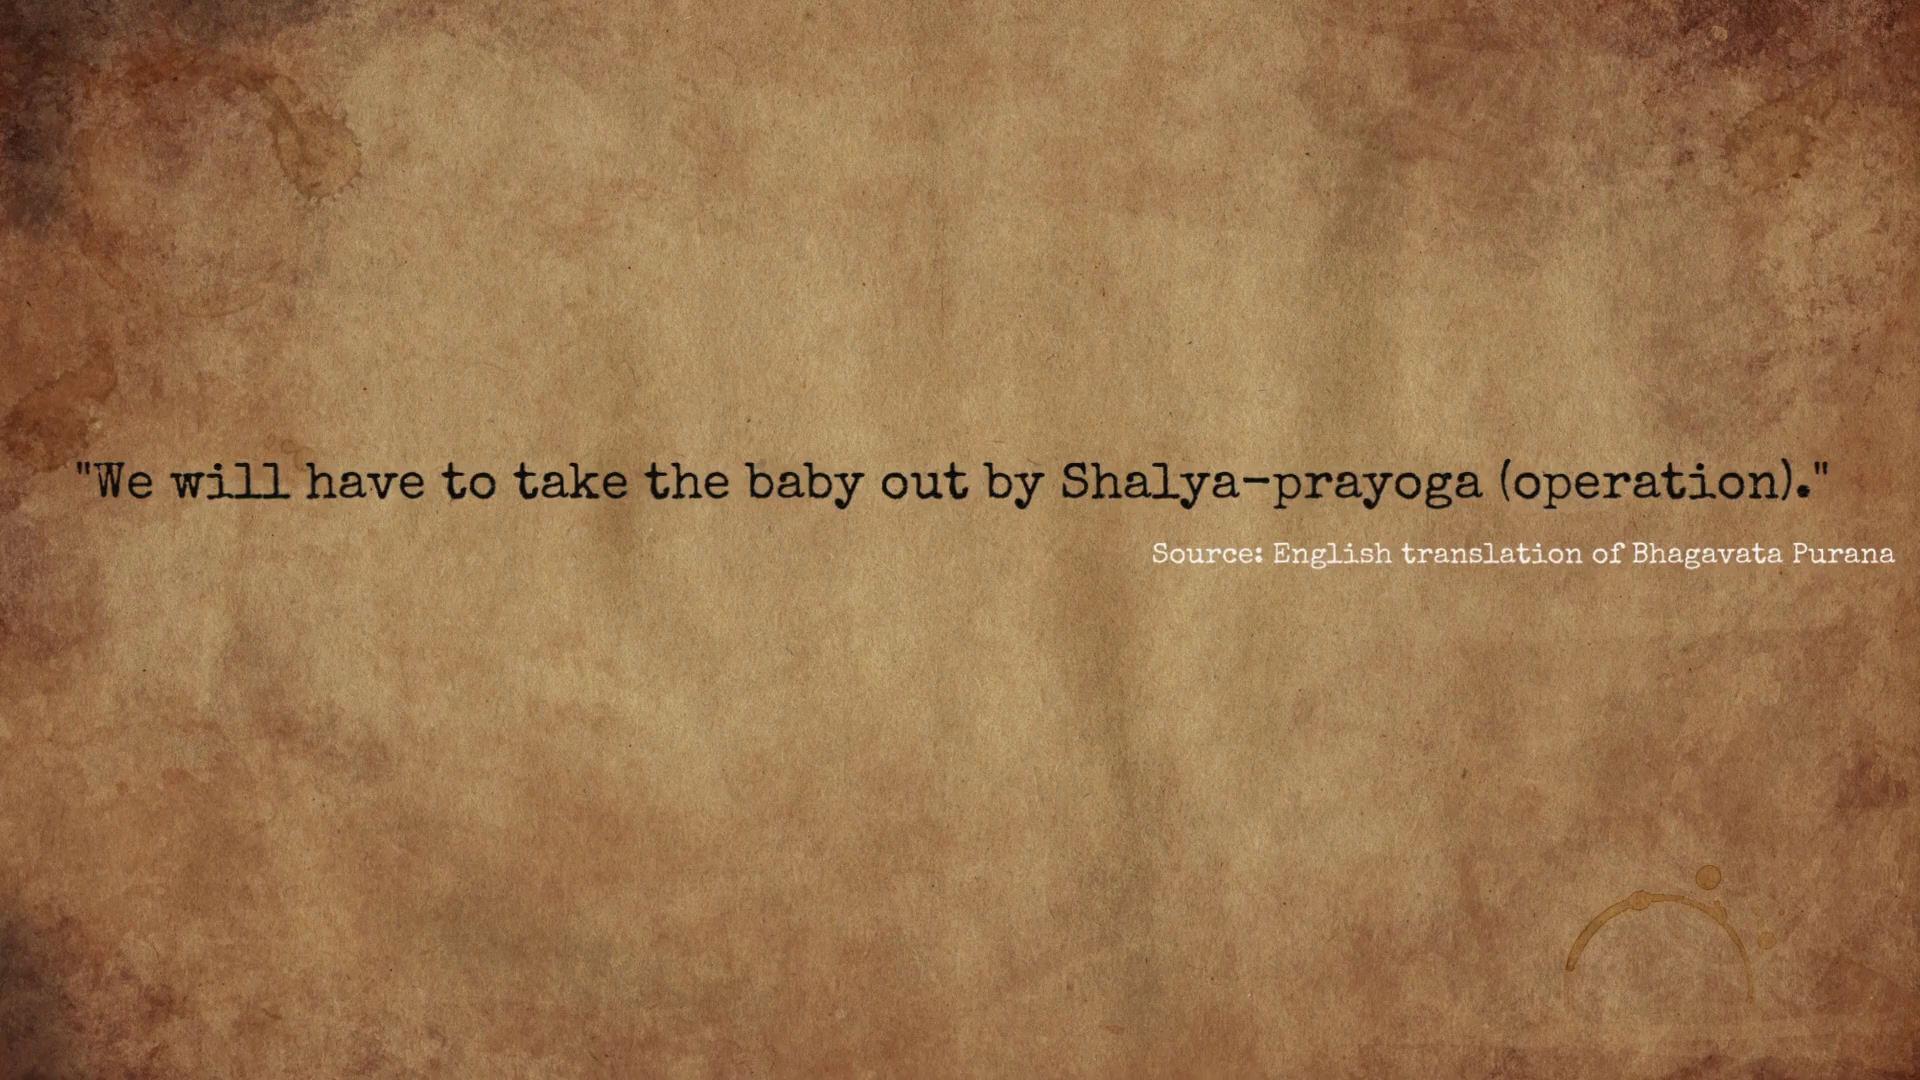 "We will have to take the baby out by Shalya-prayoga (operation)."
Source: English translation of Bhagavata Purana